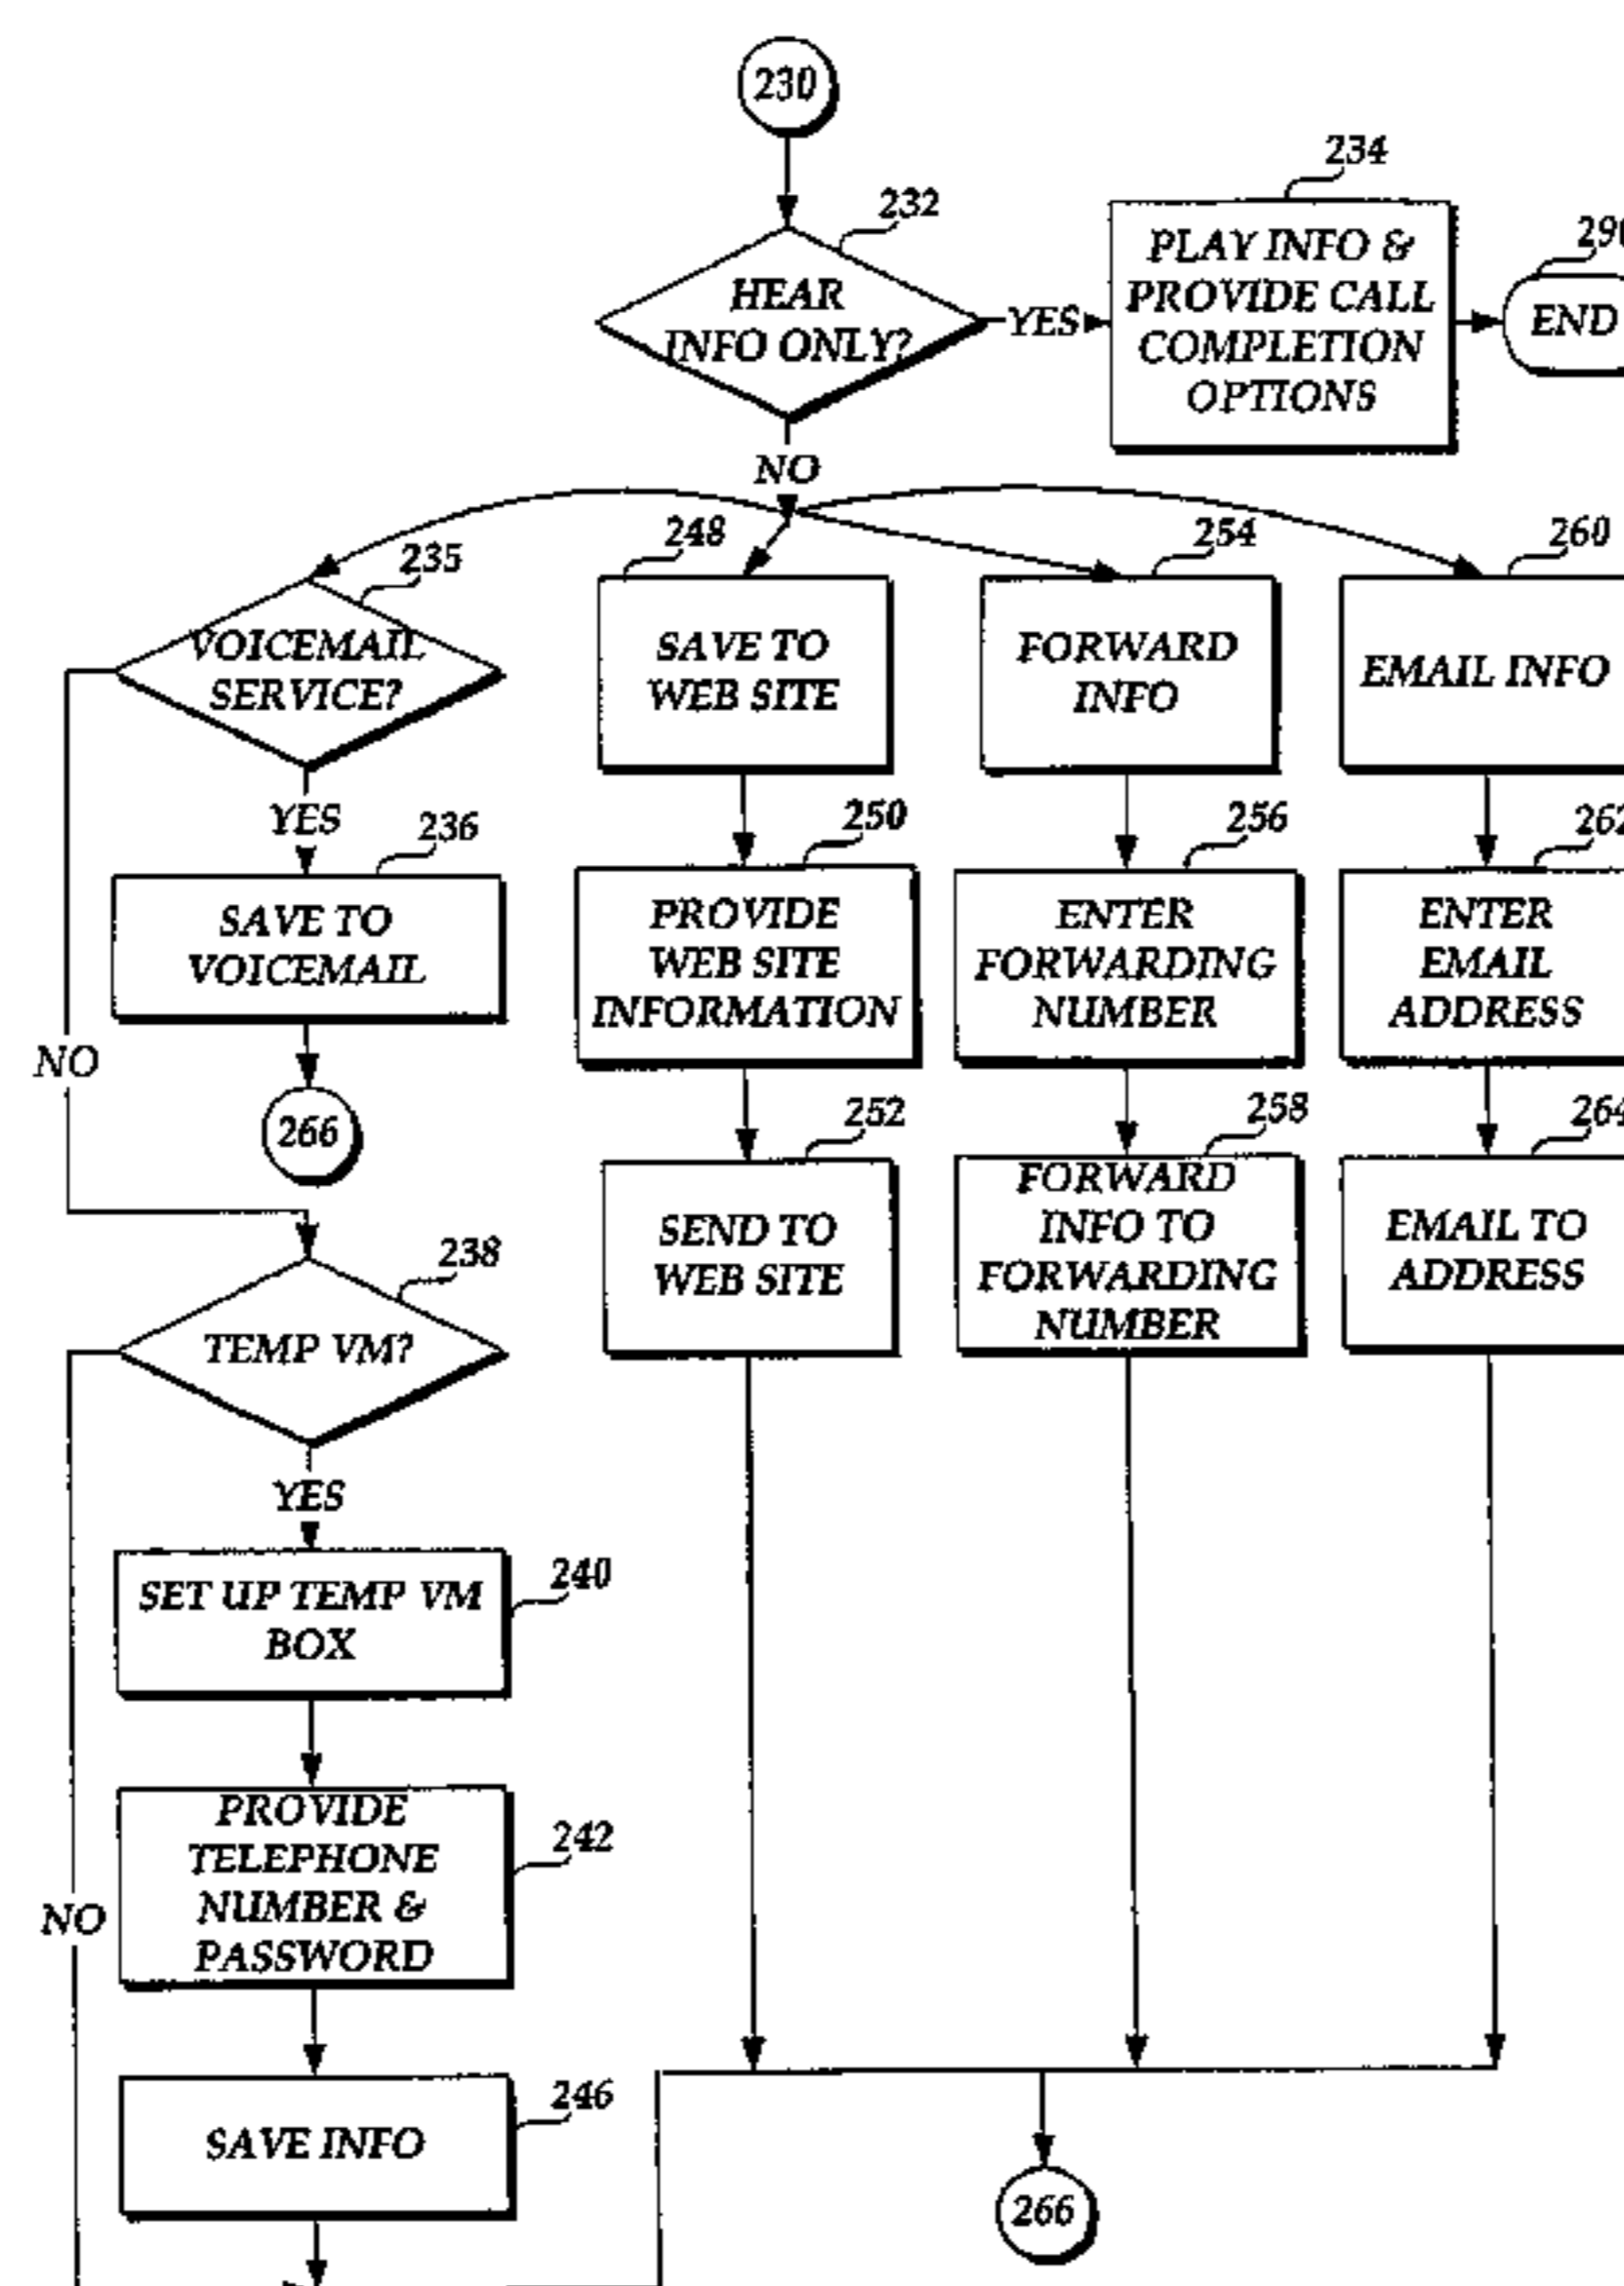 230
232
HEAR
INFO ONLY?
YES
234
PLAY INFO &
PROVIDE CALL
COMPLETION
OPTIONS
END
NO
235
VOICEMAIL
SERVICE?
YES
236
SAVE TO
VOICEMAIL
266
NO
238
TEMP VM?
YES
240
SET UP TEMP VM
BOX
242
PROVIDE
TELEPHONE
NUMBER &
PASSWORD
NO
246
SAVE INFO
248
SAVE TO
WEB SITE
250
PROVIDE
WEB SITE
INFORMATION
252
SEND TO
WEB SITE
254
FORWARD
INFO
256
ENTER
FORWARDING
NUMBER
258
FORWARD
INFO TO
FORWARDING
NUMBER
260
EMAIL INFO
262
ENTER
EMAIL
ADDRESS
264
EMAIL TO
ADDRESS
266